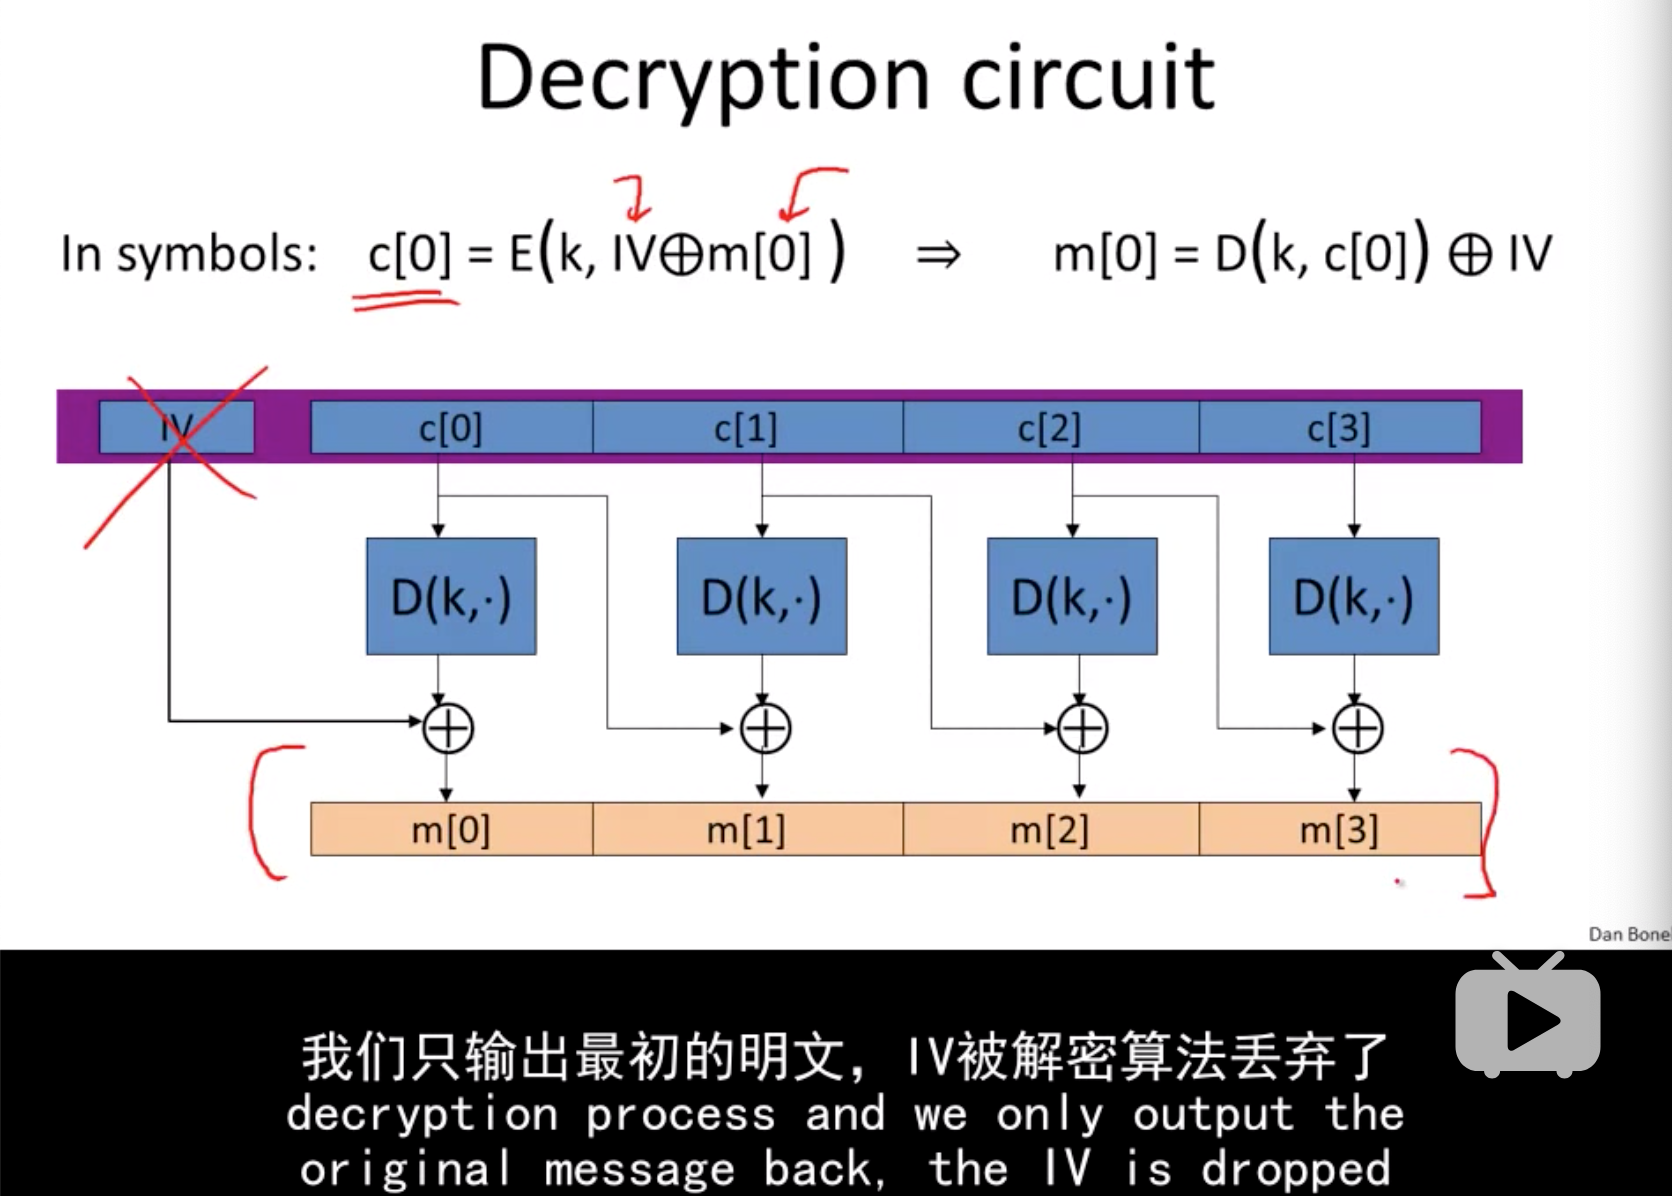 Decryption circuit
In symbols: c[0] = E(k, IV⊕m[0] ) ⇒ m[0] = D(k, c[0]) ⊕ IV
IV c[0] c[1] c[2] c[3]
D(k,·) D(k,·) D(k,·) D(k,·)
m[0] m[1] m[2] m[3]
Dan Bone
我们只输出最初的明文，IV被解密算法丢弃了
decryption process and we only output the
original message back, the IV is dropped